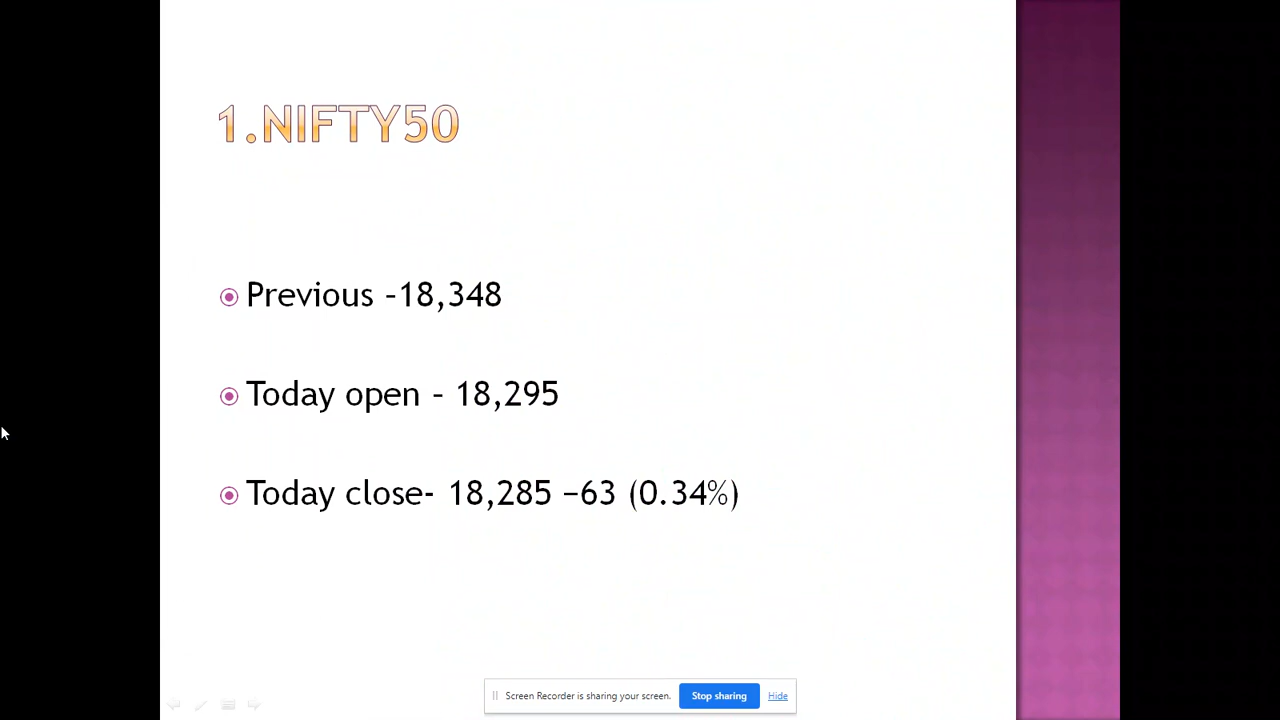 1.NIFTY50
Previous –18,348
Today open – 18,295
Today close- 18,285 –63 (0.34%)
Screen Recorder is sharing your screen. Stop sharing Hide